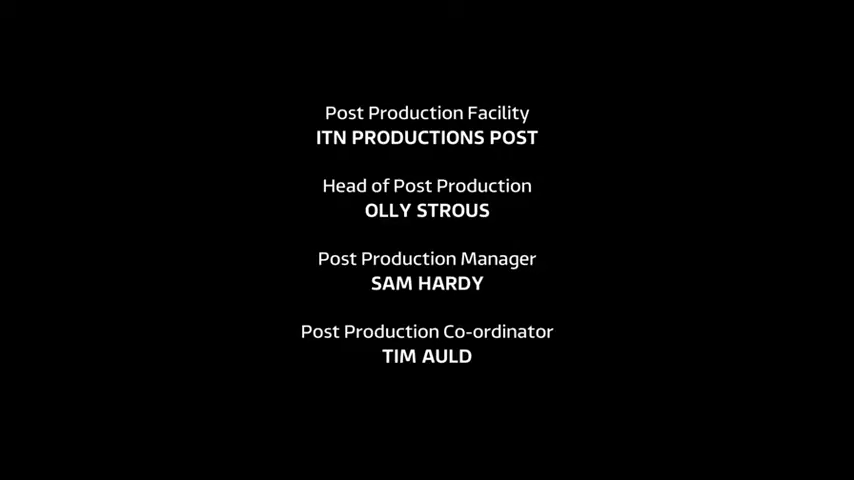 Post Production Facility
ITN PRODUCTIONS POST
Head of Post Production
OLLY STROUS
Post Production Manager
SAM HARDY
Post Production Co-ordinator
TIM AULD